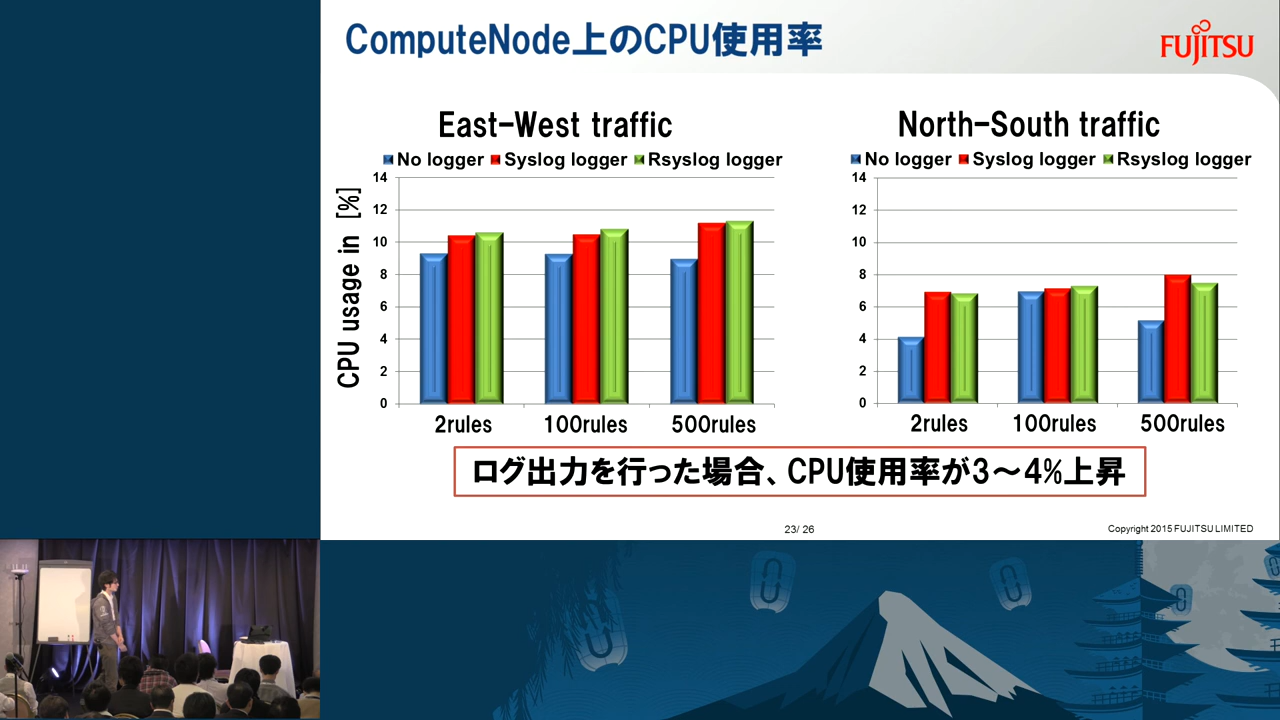 ComputeNode上のCPU使用率
FUJITSU
East-West traffic
No logger Syslog logger Rsyslog logger
CPU usage in [%]
14
12
10
8
6
4
2
0
2rules 100rules 500rules
North-South traffic
No logger Syslog logger Rsyslog logger
14
12
10
8
6
4
2
0
2rules 100rules 500rules
ログ出力を行った場合、CPU使用率が3～4%上昇
23/ 26
Copyright 2015 FUJITSU LIMITED